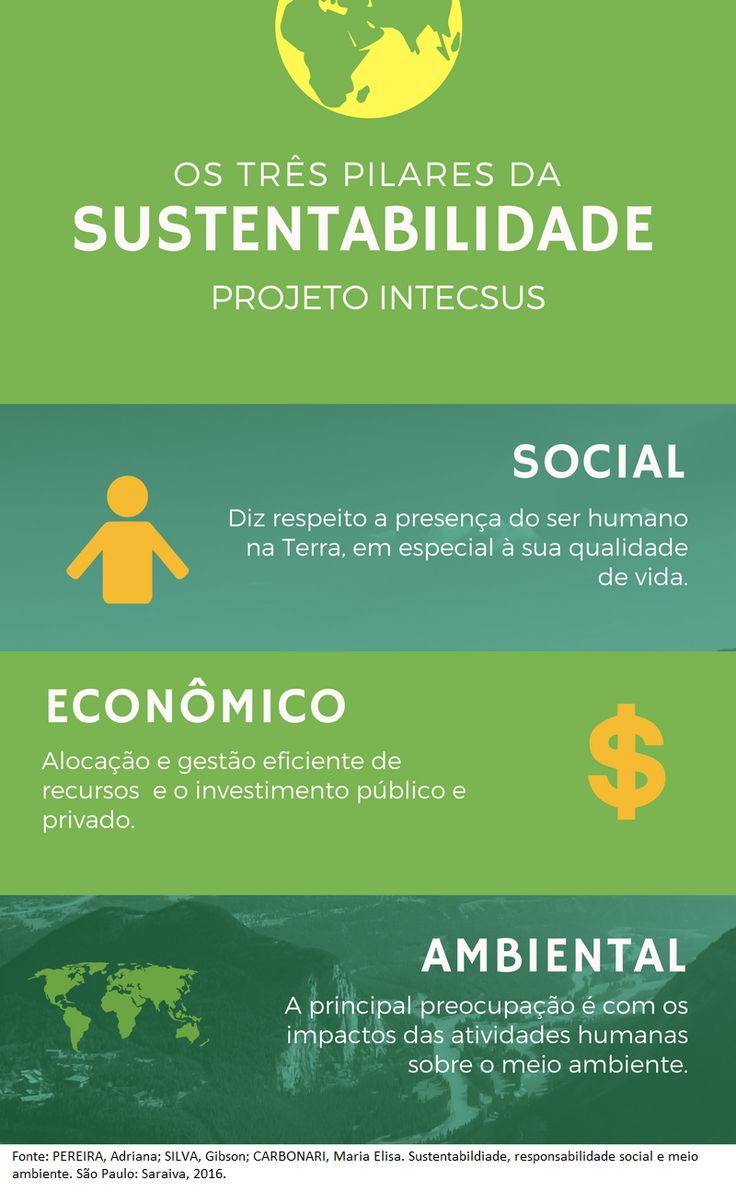 OS TRÊS PILARES DA
SUSTENTABILIDADE
PROJETO INTECSUS
SOCIAL
Diz respeito a presença do ser humano
na Terra, em especial à sua qualidade
de vida.
ECONÔMICO
Alocação e gestão eficiente de
recursos  e o investimento público e
privado.
$
AMBIENTAL
A principal preocupação é com os
impactos das atividades humanas
sobre o meio ambiente.
Fonte: PEREIRA, Adriana; SILVA, Gibson; CARBONARI, Maria Elisa. Sustentabildiade, responsabilidade social e meio
ambiente. São Paulo: Saraiva, 2016.